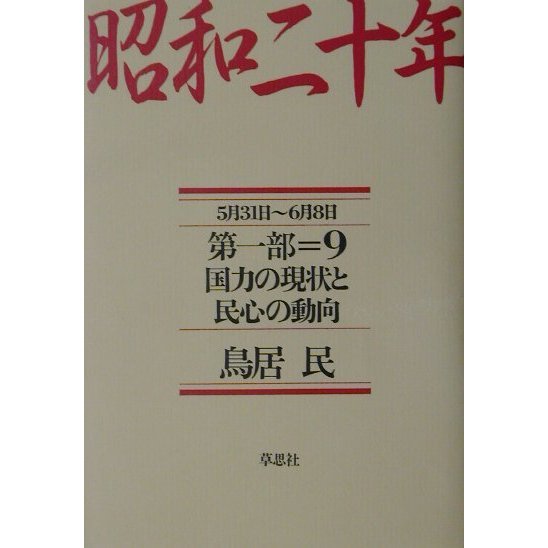 昭和二十年
5月31日〜6月8日
第一部=9
国力の現状と
民心の動向
鳥居 民
草思社